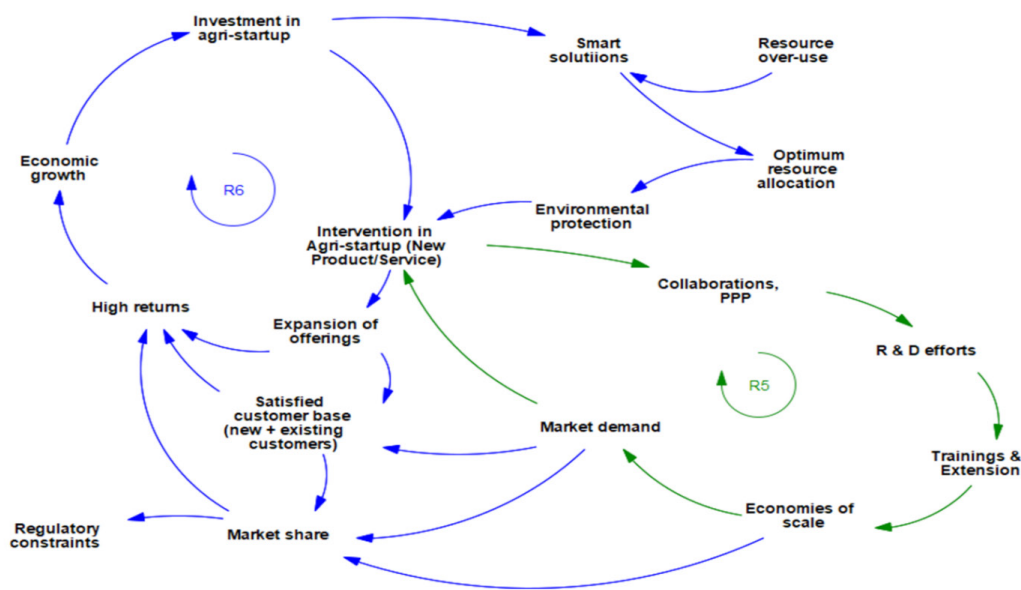 Investment in
agri-startup
Smart
solutiions
Resource
over-use
Economic
growth
R6
Optimum
resource
allocation
Environmental
protection
Intervention in
Agri-startup (New
Product/Service)
Collaborations,
PPP
High returns
Expansion of
offerings
R & D efforts
R5
Satisfied
customer base
(new + existing
customers)
Market demand
Trainings &
Extension
Economies of
scale
Regulatory
constraints
Market share